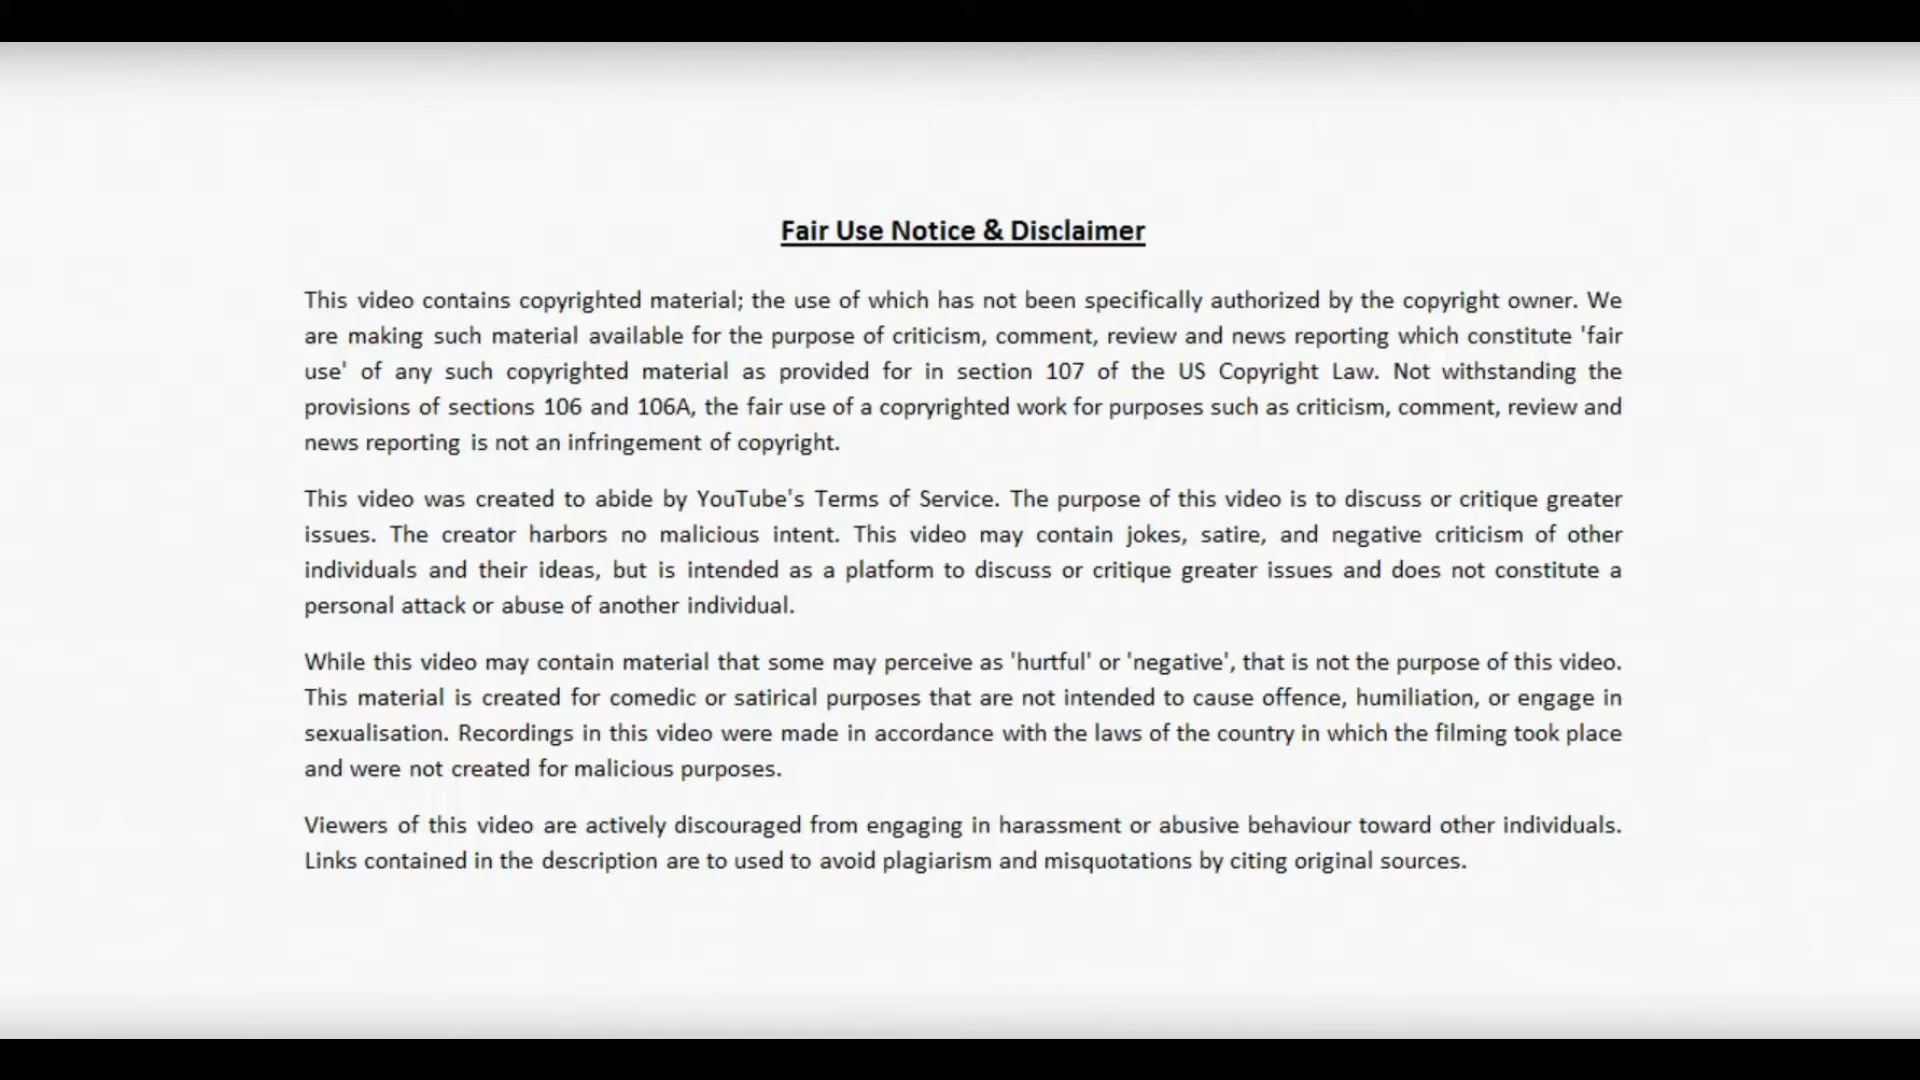 Fair Use Notice & Disclaimer
This video contains copyrighted material; the use of which has not been specifically authorized by the copyright owner. We
are making such material available for the purpose of criticism, comment, review and news reporting which constitute 'fair
use' of any such copyrighted material as provided for in section 107 of the US Copyright Law. Not withstanding the
provisions of sections 106 and 106A, the fair use of a copryrighted work for purposes such as criticism, comment, review and
news reporting is not an infringement of copyright.
This video was created to abide by YouTube's Terms of Service. The purpose of this video is to discuss or critique greater
issues. The creator harbors no malicious intent. This video may contain jokes, satire, and negative criticism of other
individuals and their ideas, but is intended as a platform to discuss or critique greater issues and does not constitute a
personal attack or abuse of another individual.
While this video may contain material that some may perceive as 'hurtful' or 'negative', that is not the purpose of this video.
This material is created for comedic or satirical purposes that are not intended to cause offence, humiliation, or engage in
sexualisation. Recordings in this video were made in accordance with the laws of the country in which the filming took place
and were not created for malicious purposes.
Viewers of this video are actively discouraged from engaging in harassment or abusive behaviour toward other individuals.
Links contained in the description are to used to avoid plagiarism and misquotations by citing original sources.